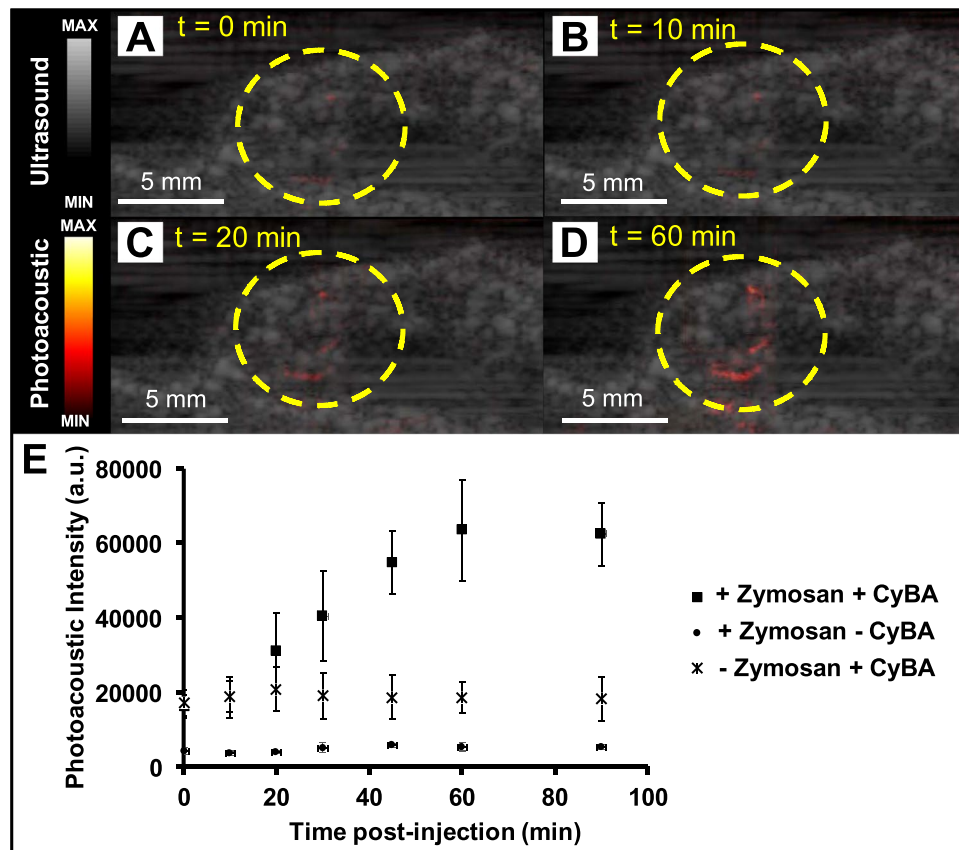 MAX
Ultrasound
MIN
A t = 0 min
5 mm
B t = 10 min
5 mm
MAX
Photoacoustic
MIN
C t = 20 min
5 mm
D t = 60 min
5 mm
E
Photoacoustic Intensity (a.u.)
80000
60000
40000
20000
0
0 20 40 60 80 100
Time post-injection (min)
+ Zymosan + CyBA
+ Zymosan - CyBA
- Zymosan + CyBA